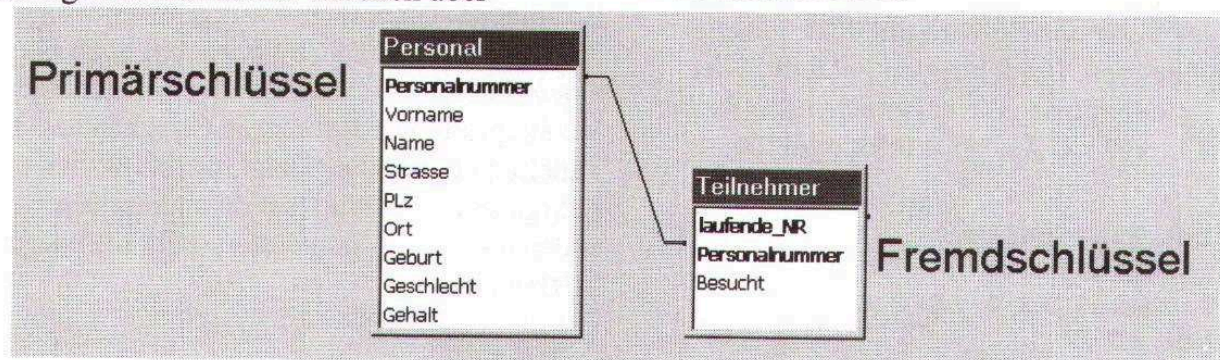 Primärschlüssel
Personal
Personalnummer
Vorname
Name
Strasse
PLz
Ort
Geburt
Geschlecht
Gehalt
Teilnehmer
laufende_NR
Personalnummer
Besucht
Fremdschlüssel